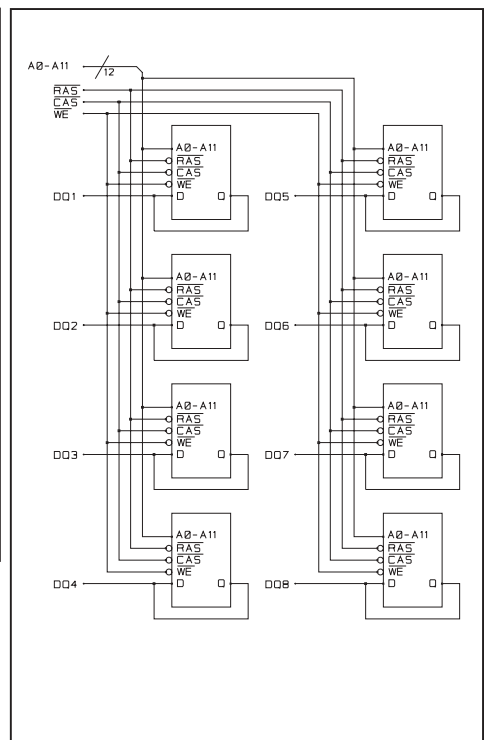 A0-A11
12
RAS
CAS
WE
A0-A11
RAS
CAS
WE
DQ1
D Q
A0-A11
RAS
CAS
WE
DQ5
D Q
A0-A11
RAS
CAS
WE
DQ2
D Q
A0-A11
RAS
CAS
WE
DQ6
D Q
A0-A11
RAS
CAS
WE
DQ3
D Q
A0-A11
RAS
CAS
WE
DQ7
D Q
A0-A11
RAS
CAS
WE
DQ4
D Q
A0-A11
RAS
CAS
WE
DQ8
D Q